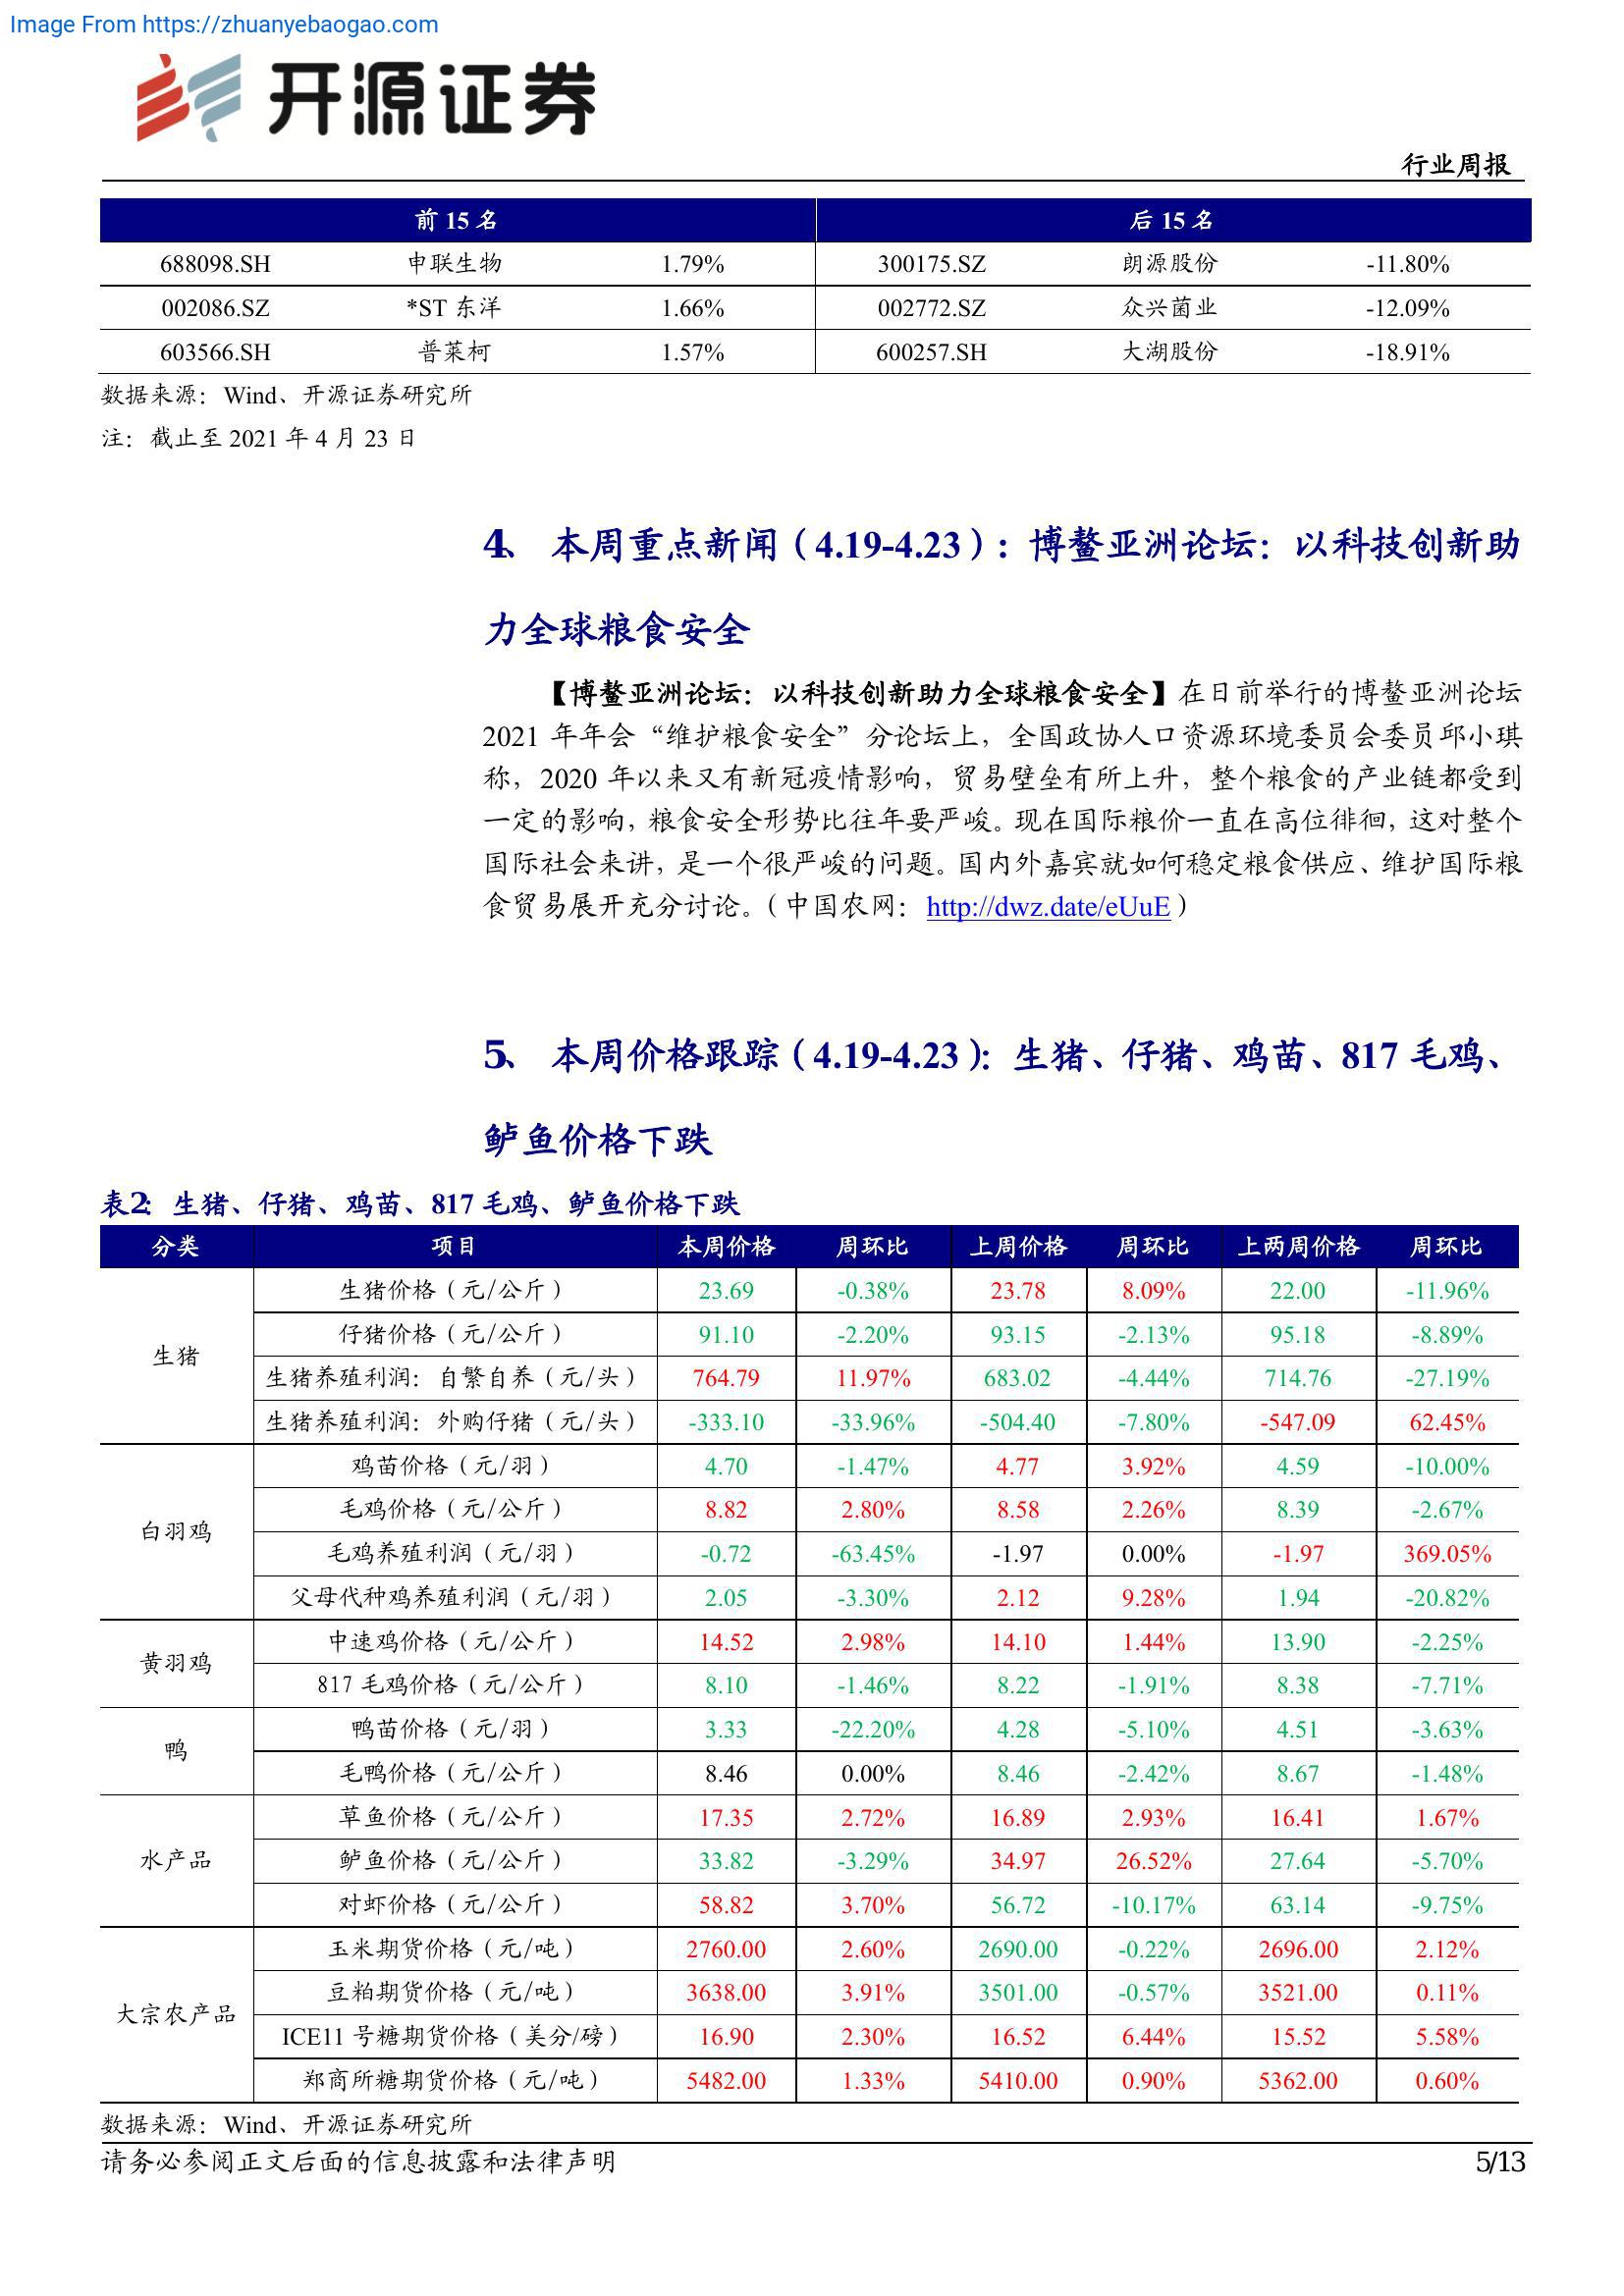 Image From https://zhuanyebaogao.com
开源证券
行业周报
前 15 名 后 15 名
688098.SH 申联生物 1.79% 300175.SZ 朗源股份 -11.80%
002086.SZ *ST 东洋 1.66% 002772.SZ 众兴菌业 -12.09%
603566.SH 普莱柯 1.57% 600257.SH 大湖股份 -18.91%
数据来源：Wind、开源证券研究所
注：截止至 2021 年 4 月 23 日
4、 本周重点新闻（4.19-4.23）：博鳌亚洲论坛：以科技创新助
力全球粮食安全
【博鳌亚洲论坛：以科技创新助力全球粮食安全】在日前举行的博鳌亚洲论坛
2021 年年会“维护粮食安全”分论坛上，全国政协人口资源环境委员会委员邱小琪
称，2020 年以来又有新冠疫情影响，贸易壁垒有所上升，整个粮食的产业链都受到
一定的影响，粮食安全形势比往年要严峻。现在国际粮价一直在高位徘徊，这对整个
国际社会来讲，是一个很严峻的问题。国内外嘉宾就如何稳定粮食供应、维护国际粮
食贸易展开充分讨论。（中国农网：http://dwz.date/eUuE）
5、 本周价格跟踪（4.19-4.23）：生猪、仔猪、鸡苗、817 毛鸡、
鲈鱼价格下跌
表2：生猪、仔猪、鸡苗、817 毛鸡、鲈鱼价格下跌
分类 项目 本周价格 周环比 上周价格 周环比 上两周价格 周环比
生猪 生猪价格（元/公斤） 23.69 -0.38% 23.78 8.09% 22.00 -11.96%
仔猪价格（元/公斤） 91.10 -2.20% 93.15 -2.13% 95.18 -8.89%
生猪养殖利润：自繁自养（元/头） 764.79 11.97% 683.02 -4.44% 714.76 -27.19%
生猪养殖利润：外购仔猪（元/头） -333.10 -33.96% -504.40 -7.80% -547.09 62.45%
白羽鸡 鸡苗价格（元/羽） 4.70 -1.47% 4.77 3.92% 4.59 -10.00%
毛鸡价格（元/公斤） 8.82 2.80% 8.58 2.26% 8.39 -2.67%
毛鸡养殖利润（元/羽） -0.72 -63.45% -1.97 0.00% -1.97 369.05%
父母代种鸡养殖利润（元/羽） 2.05 -3.30% 2.12 9.28% 1.94 -20.82%
黄羽鸡 中速鸡价格（元/公斤） 14.52 2.98% 14.10 1.44% 13.90 -2.25%
817 毛鸡价格（元/公斤） 8.10 -1.46% 8.22 -1.91% 8.38 -7.71%
鸭 鸭苗价格（元/羽） 3.33 -22.20% 4.28 -5.10% 4.51 -3.63%
毛鸭价格（元/公斤） 8.46 0.00% 8.46 -2.42% 8.67 -1.48%
水产品 草鱼价格（元/公斤） 17.35 2.72% 16.89 2.93% 16.41 1.67%
鲈鱼价格（元/公斤） 33.82 -3.29% 34.97 26.52% 27.64 -5.70%
对虾价格（元/公斤） 58.82 3.70% 56.72 -10.17% 63.14 -9.75%
大宗农产品 玉米期货价格（元/吨） 2760.00 2.60% 2690.00 -0.22% 2696.00 2.12%
豆粕期货价格（元/吨） 3638.00 3.91% 3501.00 -0.57% 3521.00 0.11%
ICE11 号糖期货价格（美分/磅） 16.90 2.30% 16.52 6.44% 15.52 5.58%
郑商所糖期货价格（元/吨） 5482.00 1.33% 5410.00 0.90% 5362.00 0.60%
数据来源：Wind、开源证券研究所
请务必参阅正文后面的信息披露和法律声明 5/13